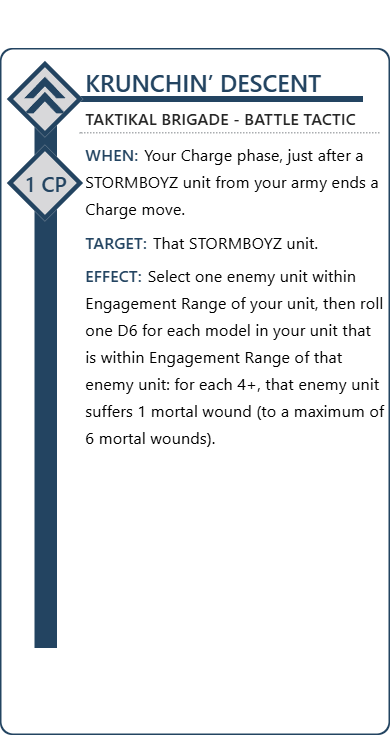 KRUNCHIN’ DESCENT
TAKTIKAL BRIGADE - BATTLE TACTIC
1 CP
WHEN: Your Charge phase, just after a
STORMBOYZ unit from your army ends a
Charge move.
TARGET: That STORMBOYZ unit.
EFFECT: Select one enemy unit within
Engagement Range of your unit, then roll
one D6 for each model in your unit that
is within Engagement Range of that
enemy unit: for each 4+, that enemy unit
suffers 1 mortal wound (to a maximum of
6 mortal wounds).